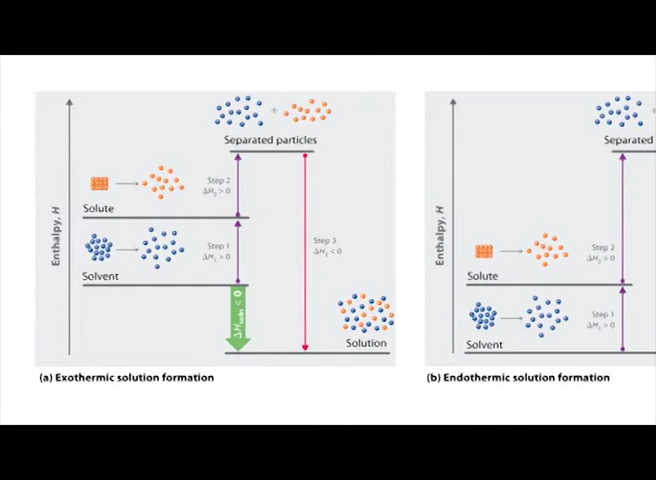 +
Separated particles
Step 2
ΔH₂ > 0
Solute
Step 3
ΔH₃ < 0
Enthalpy, H
Step 1
ΔH₁ > 0
Solvent
ΔHsoln < 0
Solution
(a) Exothermic solution formation
+
Separated
Step 2
ΔH₂ > 0
Enthalpy, H
Solute
Step 1
ΔH₁ > 0
Solvent
(b) Endothermic solution formation